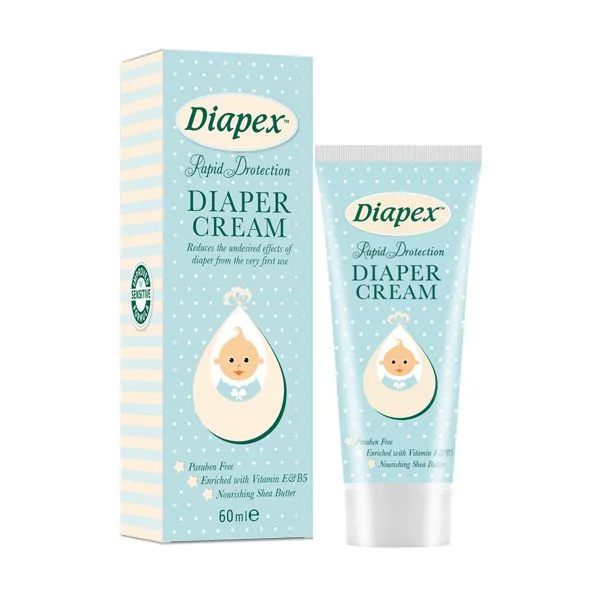 Diapex™
Rapid Protection
DIAPER
CREAM
Reduces the undesired effects of
diaper from the very first use
SENSITIVE
Paraben Free
Enriched with Vitamin E&B5
Nourishing Shea Butter
60ml℮
Diapex™
Rapid Protection
DIAPER
CREAM
Paraben Free
Enriched with Vitamin E&B5
Nourishing Shea Butter